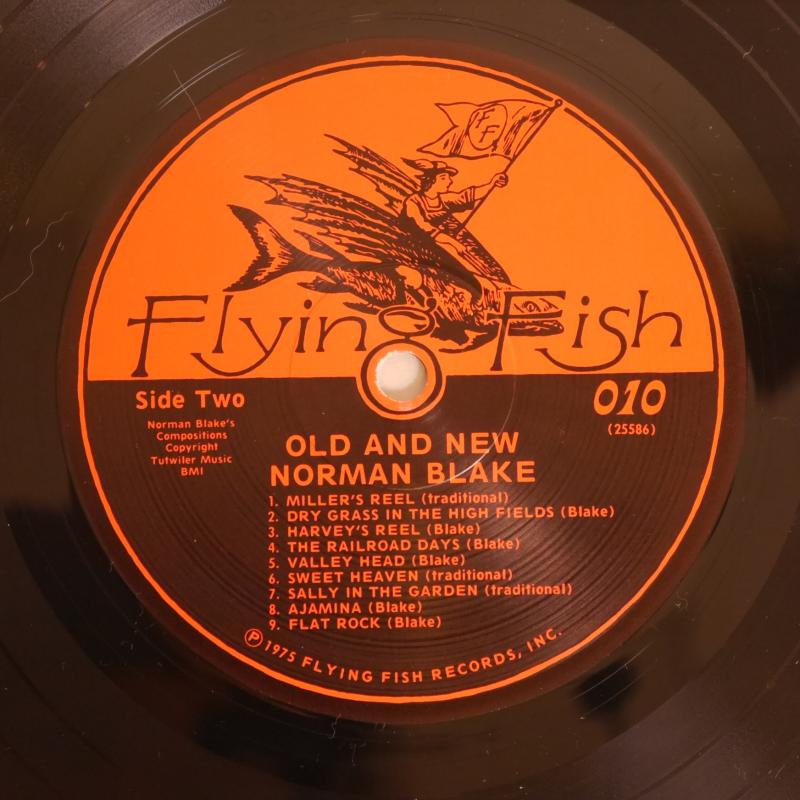 FF
Flying Fish
Side Two
010
(25586)
Norman Blake's
Compositions
Copyright
Tutwiler Music
BMI
OLD AND NEW
NORMAN BLAKE
1. MILLER'S REEL (traditional)
2. DRY GRASS IN THE HIGH FIELDS (Blake)
3. HARVEY'S REEL (Blake)
4. THE RAILROAD DAYS (Blake)
5. VALLEY HEAD (Blake)
6. SWEET HEAVEN (traditional)
7. SALLY IN THE GARDEN (traditional)
8. AJAMINA (Blake)
9. FLAT ROCK (Blake)
℗ 1975 FLYING FISH RECORDS, INC.